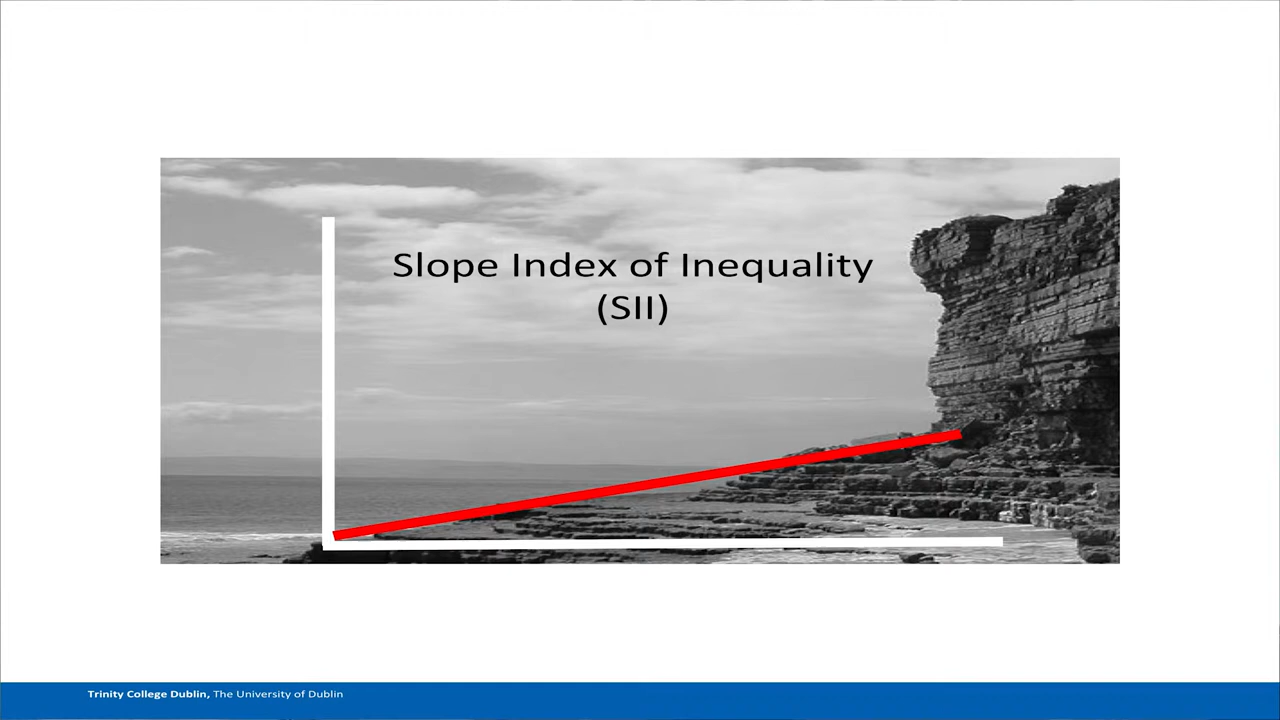 Slope Index of Inequality
(SII)
Trinity College Dublin, The University of Dublin